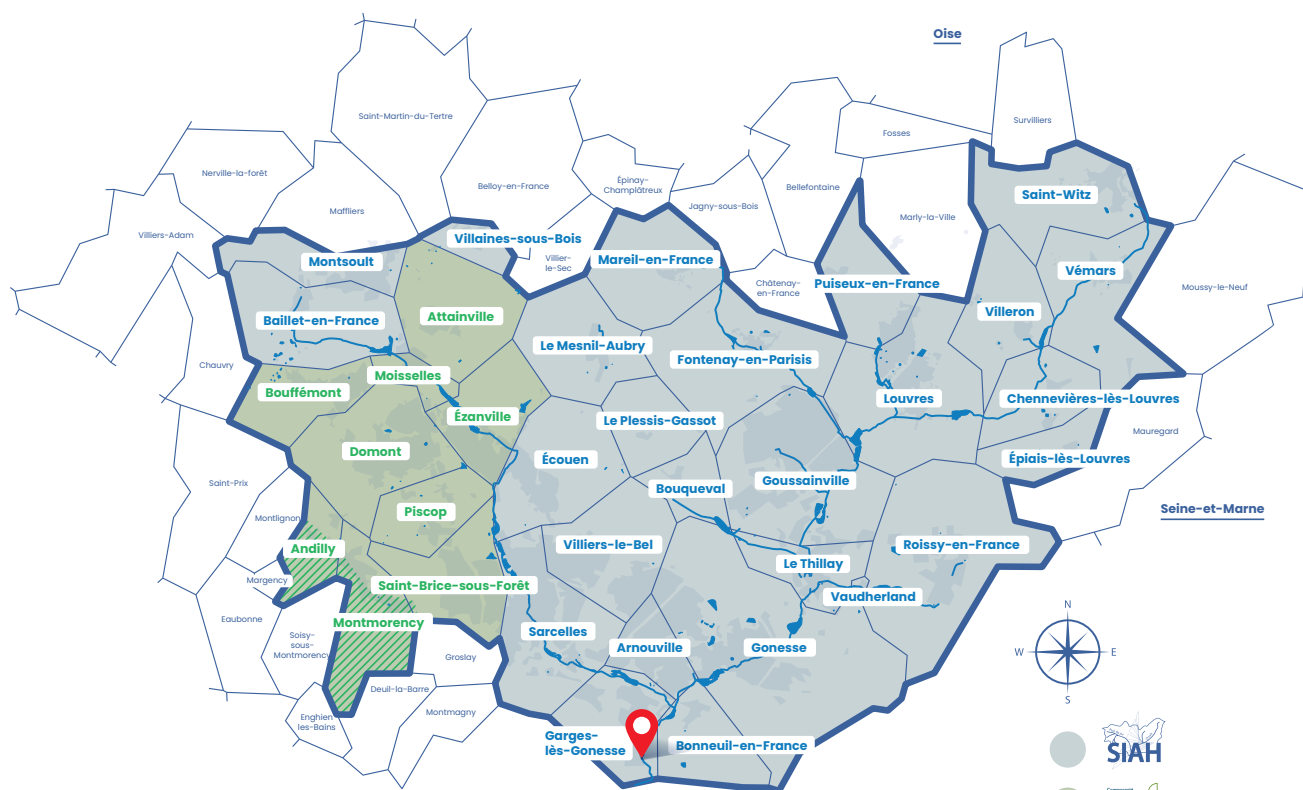 Oise
Survilliers
Saint-Martin-du-Tertre
Fosses
Nerville-la-forêt
Belloy-en-France
Épinay-
Champlâtreux
Bellefontaine
Saint-Witz
Maffliers
Jagny-sous-Bois
Marly-la-Ville
Villiers-Adam
Villaines-sous-Bois
Montsoult
Villier-
le-Sec
Mareil-en-France
Châtenay-
en-France
Puiseux-en-France
Vémars
Moussy-le-Neuf
Baillet-en-France
Attainville
Villeron
Le Mesnil-Aubry
Fontenay-en-Parisis
Chauvry
Moisselles
Bouffémont
Louvres
Chennevières-lès-Louvres
Ézanville
Le Plessis-Gassot
Mauregard
Domont
Écouen
Épiais-lès-Louvres
Saint-Prix
Bouqueval
Goussainville
Piscop
Seine-et-Marne
Montlignon
Andilly
Villiers-le-Bel
Roissy-en-France
Le Thillay
Margency
Saint-Brice-sous-Forêt
Vaudherland
N
Eaubonne
Montmorency
Sarcelles
Soisy-
sous-
Montmorency
Arnouville
Gonesse
W
E
Groslay
Deuil-la-Barre
S
Montmagny
Enghien
les-Bains
Garges-
lès-Gonesse
Bonneuil-en-France
SIAH